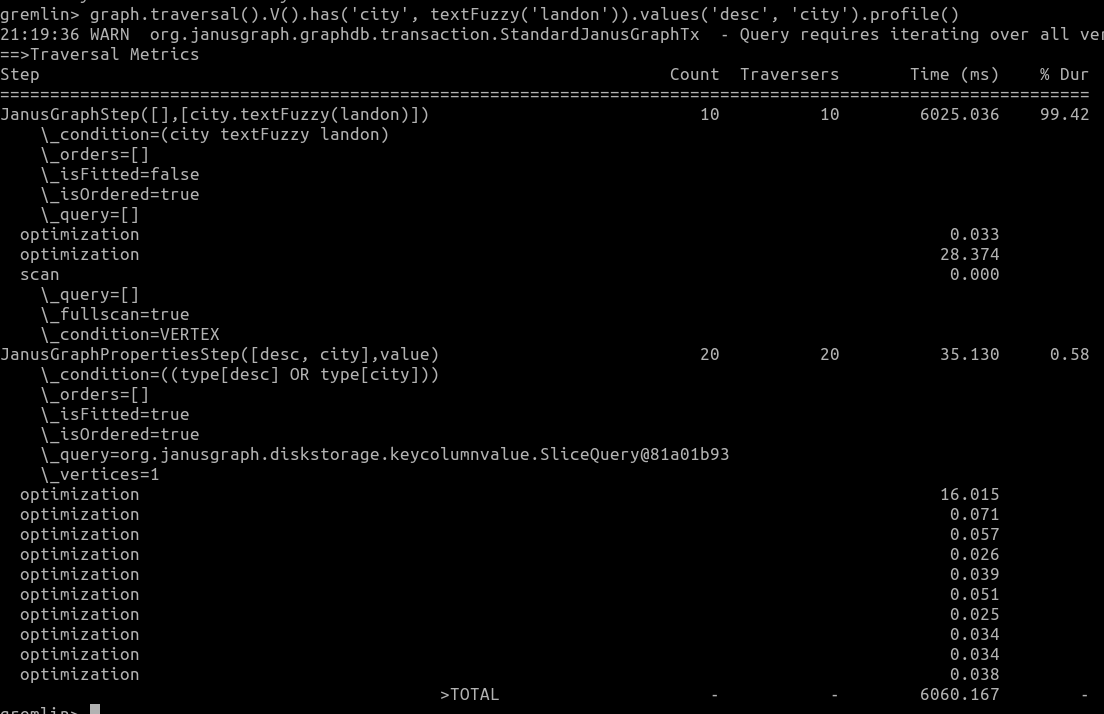 gremlin> graph.traversal().V().has('city', textFuzzy('landon')).values('desc', 'city').profile()
21:19:36 WARN  org.janusgraph.graphdb.transaction.StandardJanusGraphTx  - Query requires iterating over all ver
==>Traversal Metrics
Step                                                               Count  Traversers       Time (ms)    % Dur
=============================================================================================================
JanusGraphStep([],[city.textFuzzy(landon)])                           10          10        6025.036    99.42
    \_condition=(city textFuzzy landon)
    \_orders=[]
    \_isFitted=false
    \_isOrdered=true
    \_query=[]
  optimization                                                                                 0.033
  optimization                                                                                28.374
  scan                                                                                         0.000
    \_query=[]
    \_fullscan=true
    \_condition=VERTEX
JanusGraphPropertiesStep([desc, city],value)                          20          20          35.130     0.58
    \_condition=((type[desc] OR type[city]))
    \_orders=[]
    \_isFitted=true
    \_isOrdered=true
    \_query=org.janusgraph.diskstorage.keycolumnvalue.SliceQuery@81a01b93
    \_vertices=1
  optimization                                                                                16.015
  optimization                                                                                 0.071
  optimization                                                                                 0.057
  optimization                                                                                 0.026
  optimization                                                                                 0.039
  optimization                                                                                 0.051
  optimization                                                                                 0.025
  optimization                                                                                 0.034
  optimization                                                                                 0.034
  optimization                                                                                 0.038
                                            >TOTAL                     -           -        6060.167        -
gremlin>